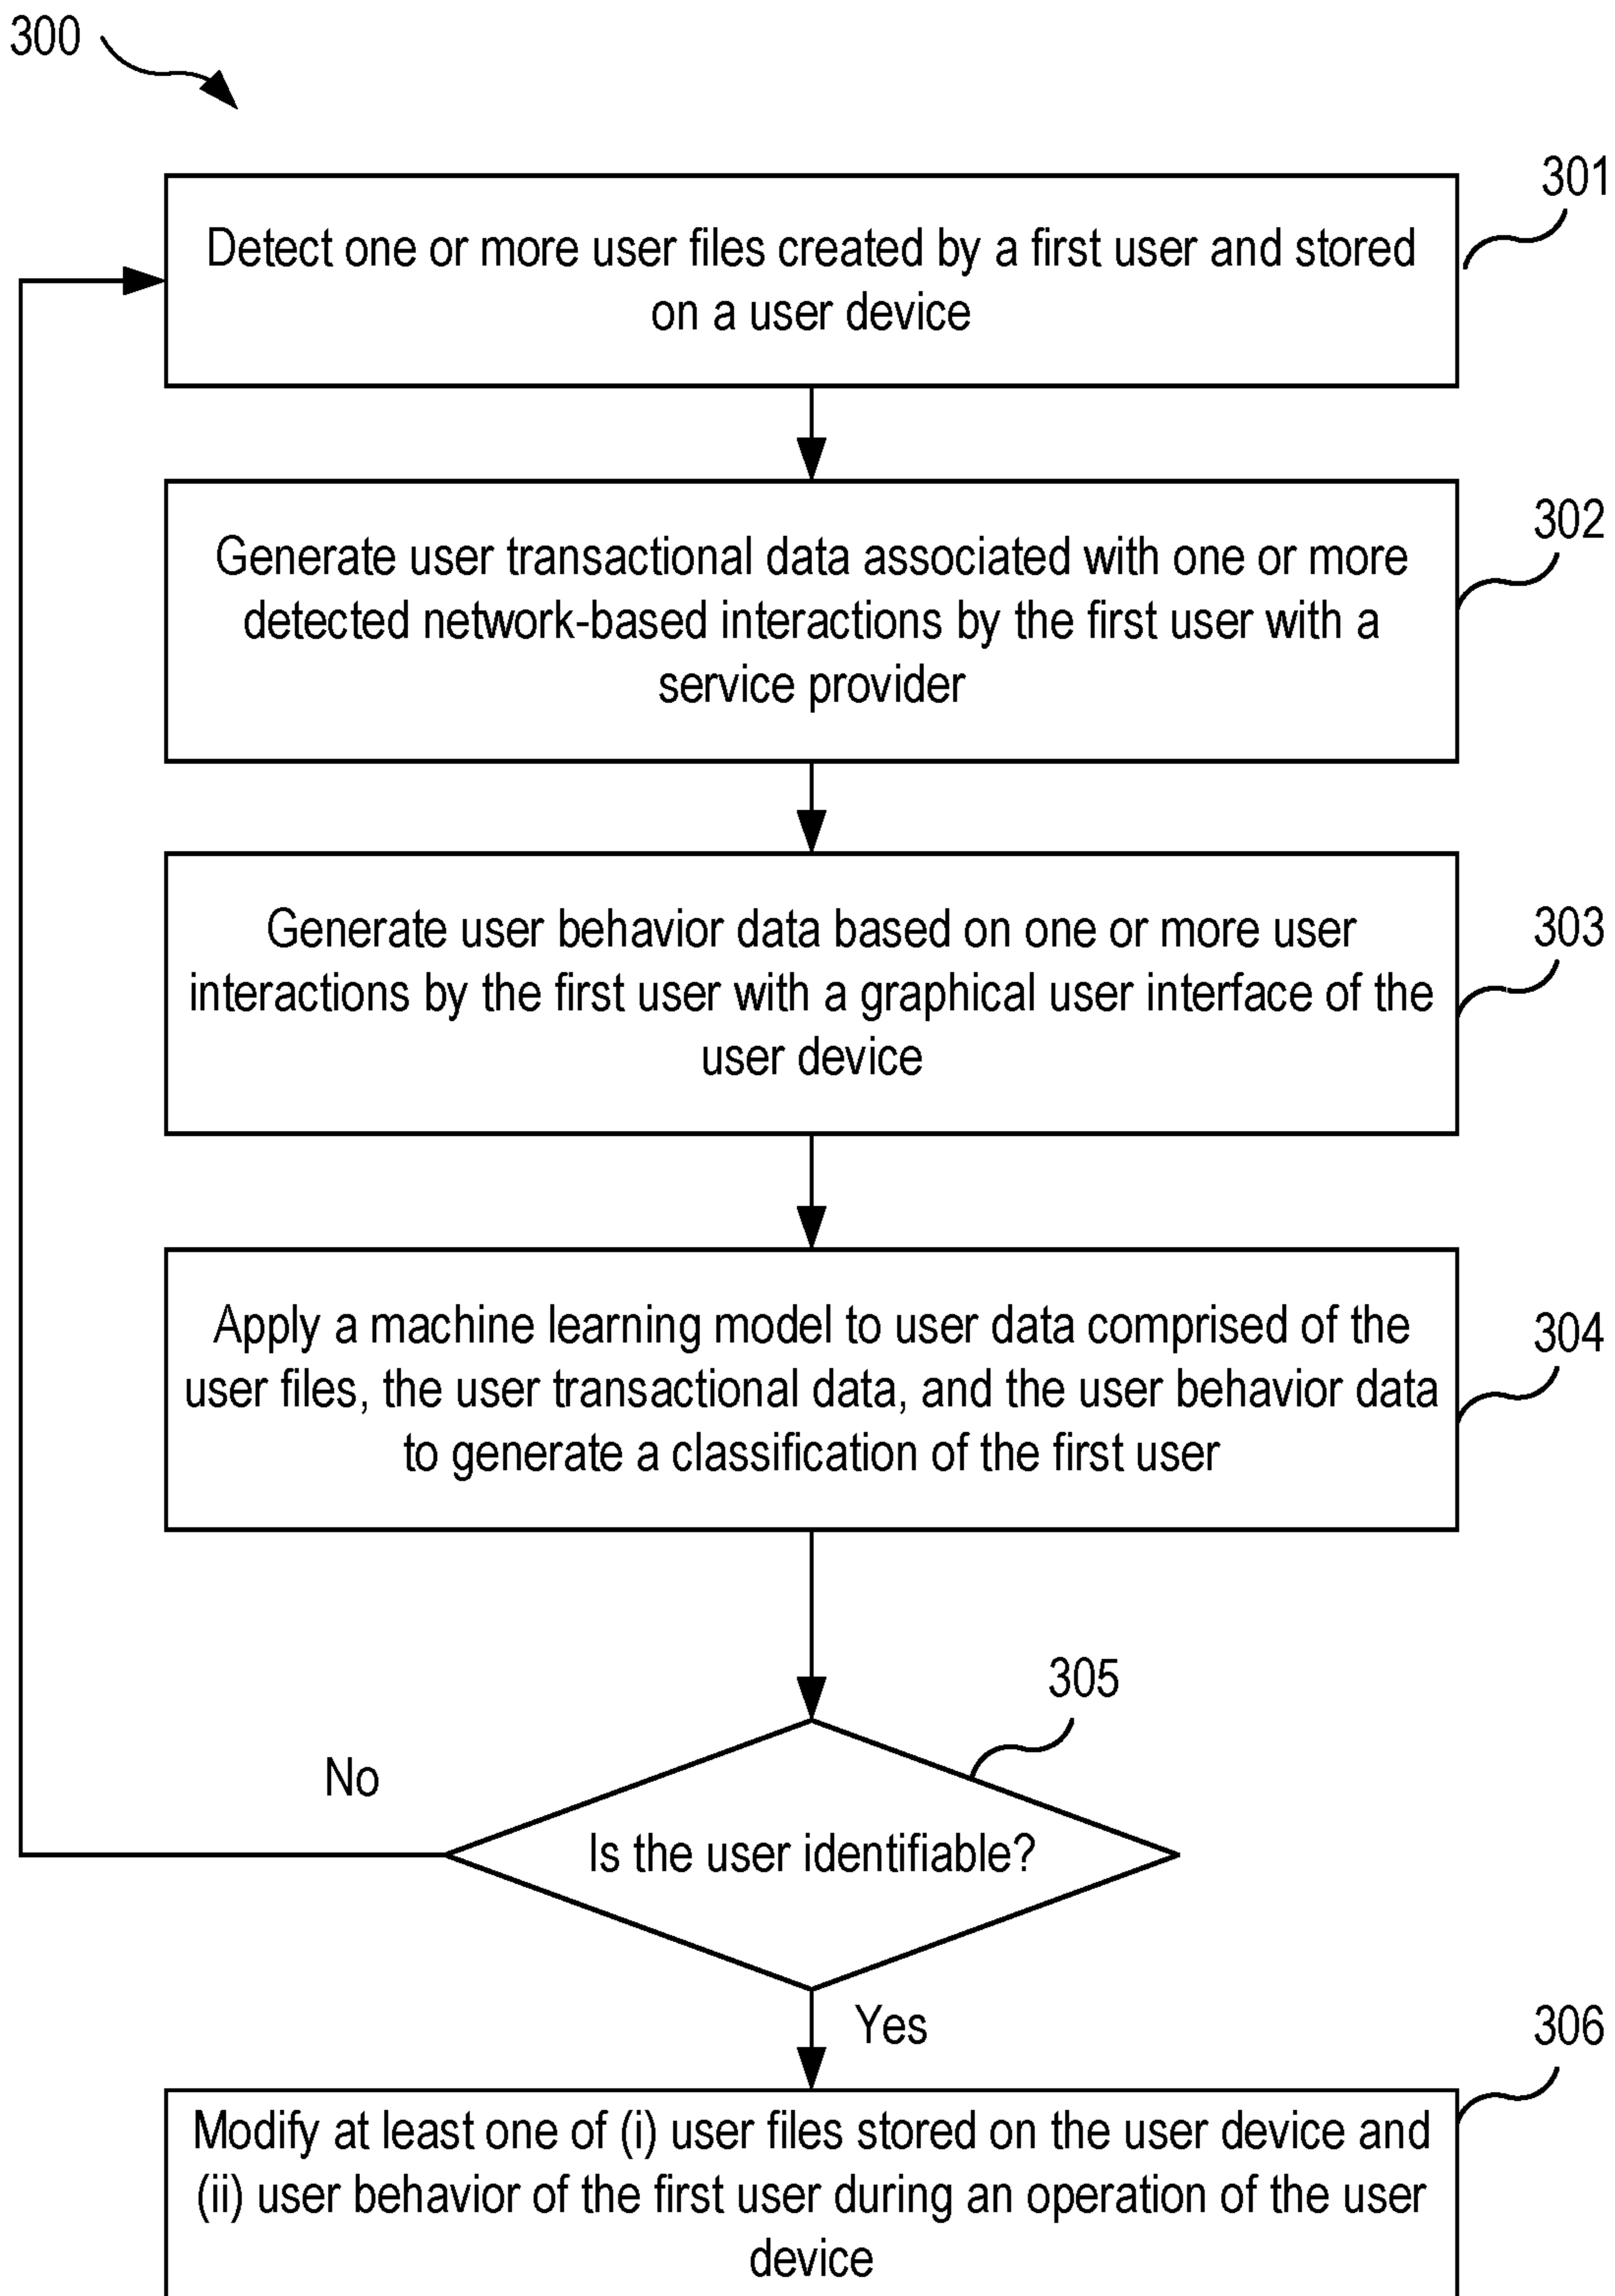 300
301
Detect one or more user files created by a first user and stored
on a user device
302
Generate user transactional data associated with one or more
detected network-based interactions by the first user with a
service provider
303
Generate user behavior data based on one or more user
interactions by the first user with a graphical user interface of the
user device
304
Apply a machine learning model to user data comprised of the
user files, the user transactional data, and the user behavior data
to generate a classification of the first user
305
No
Is the user identifiable?
Yes
306
Modify at least one of (i) user files stored on the user device and
(ii) user behavior of the first user during an operation of the user
device